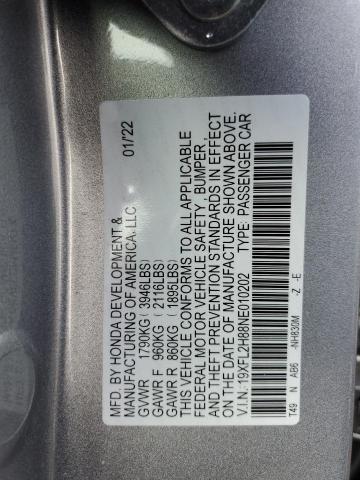 MFD. BY HONDA DEVELOPMENT &
MANUFACTURING OF AMERICA, LLC 01/'22
GVWR 1790KG (3946LBS)
GAWR F 960KG (2116LBS)
GAWR R 860KG (1895LBS)
THIS VEHICLE CONFORMS TO ALL APPLICABLE
FEDERAL MOTOR VEHICLE SAFETY, BUMPER,
AND THEFT PREVENTION STANDARDS IN EFFECT
ON THE DATE OF MANUFACTURE SHOWN ABOVE.
V.I.N.: 19XFL2H88NE010202 TYPE: PASSENGER CAR
T49 N AB6 -NH830M -Z -E